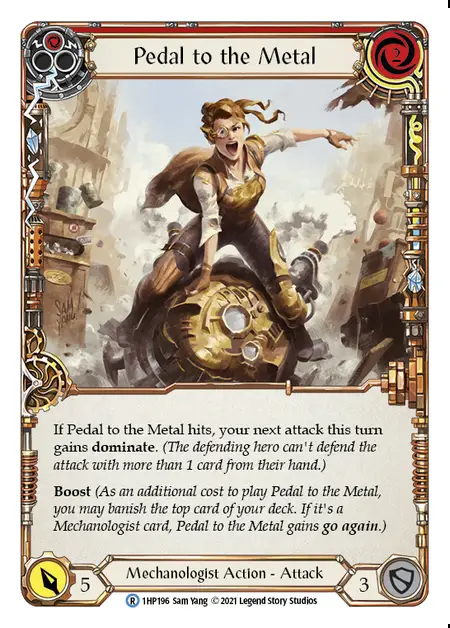 Pedal to the Metal
2
SAM
YANG
If Pedal to the Metal hits, your next attack this turn
gains dominate. (The defending hero can't defend the
attack with more than 1 card from their hand.)
Boost (As an additional cost to play Pedal to the Metal,
you may banish the top card of your deck. If it's a
Mechanologist card, Pedal to the Metal gains go again.)
5
Mechanologist Action - Attack
3
R 1HP196 Sam Yang © 2021 Legend Story Studios